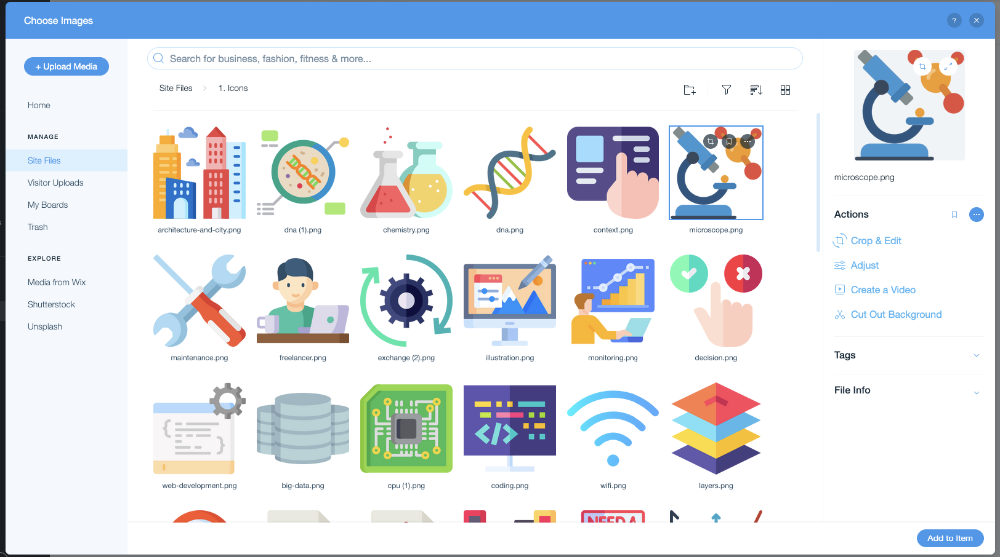 Choose Images
?
+ Upload Media
Search for business, fashion, fitness & more...
Site Files > 1. Icons
Home
MANAGE
Site Files
Visitor Uploads
My Boards
Trash
EXPLORE
Media from Wix
Shutterstock
Unsplash
architecture-and-city.png
dna (1).png
chemistry.png
dna.png
context.png
microscope.png
maintenance.png
freelancer.png
exchange (2).png
illustration.png
monitoring.png
decision.png
web-development.png
big-data.png
cpu (1).png
coding.png
wifi.png
layers.png
NEED A
microscope.png
Actions
Crop & Edit
Adjust
Create a Video
Cut Out Background
Tags
File Info
Add to Item